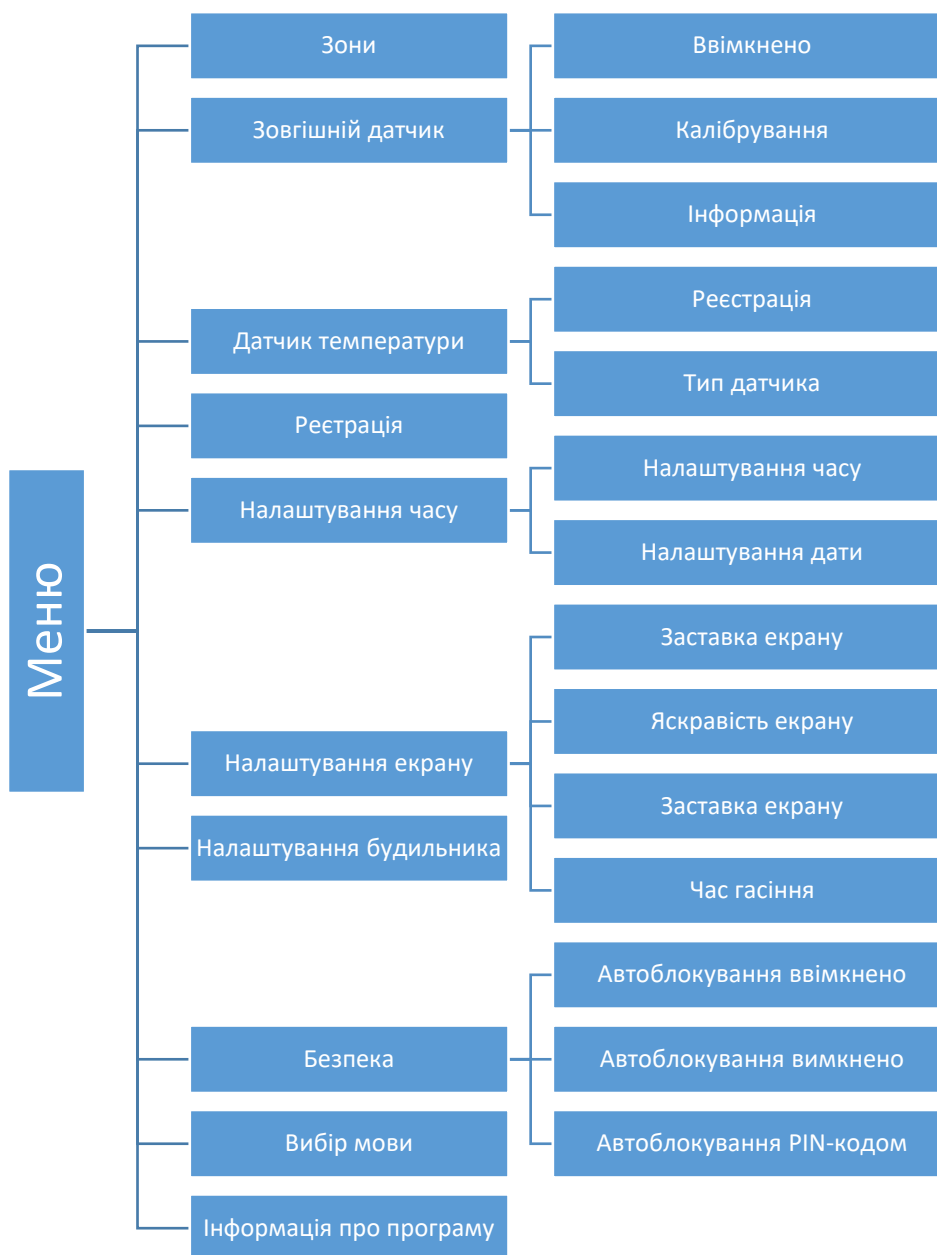 Меню
Зони
Зовгішній датчик
Ввімкнено
Калібрування
Інформація
Датчик температури
Реєстрація
Тип датчика
Реєтрація
Налаштування часу
Налаштування часу
Налаштування дати
Налаштування екрану
Заставка екрану
Яскравість екрану
Заставка екрану
Час гасіння
Налаштування будильника
Безпека
Автоблокування ввімкнено
Автоблокування вимкнено
Автоблокування PIN-кодом
Вибір мови
Інформація про програму